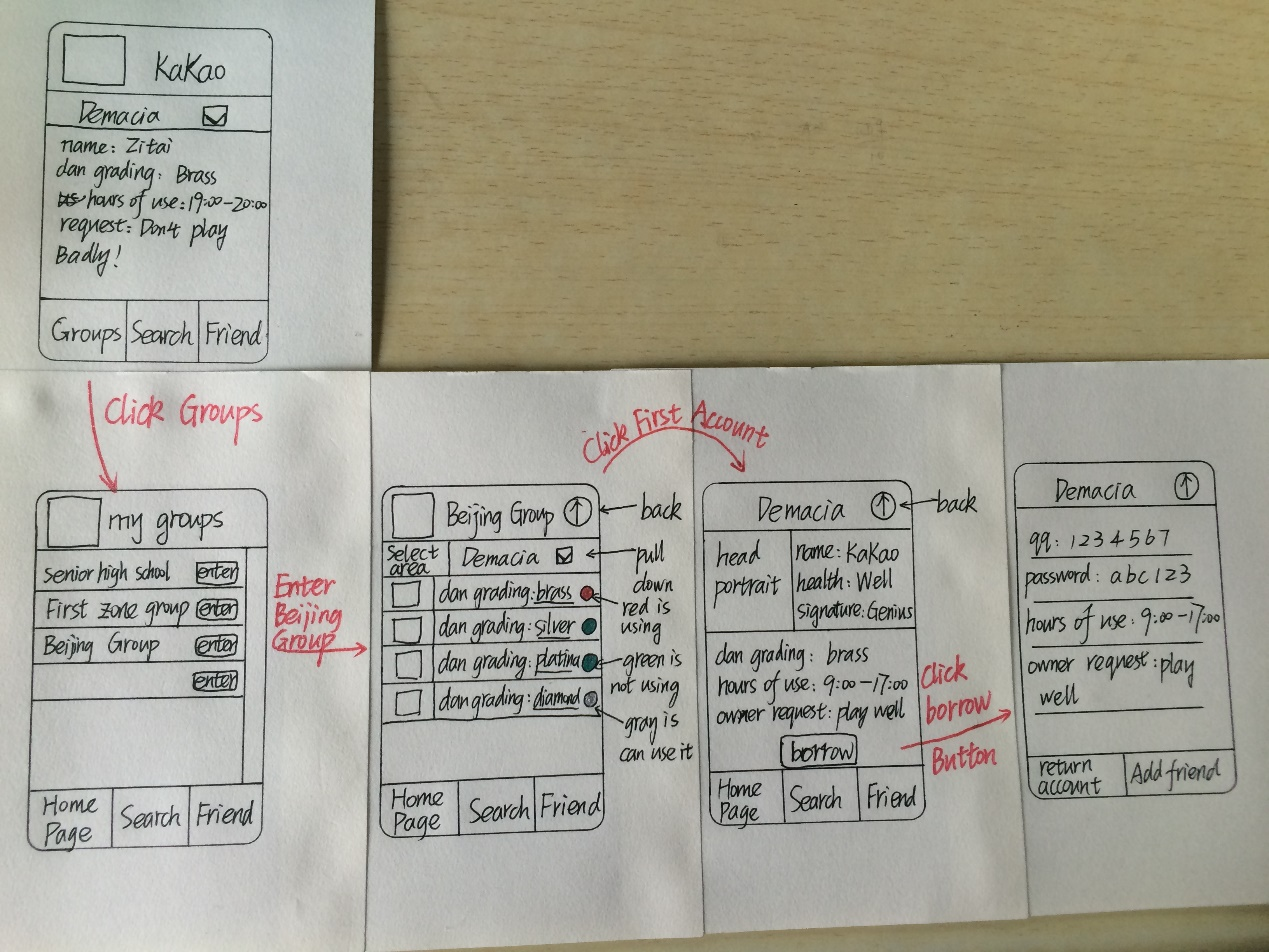 KaKao
Demacia
name: Zitai
dan grading: Brass
hours of use: 19:00-20:00
request: Don't play
Badly!
Groups Search Friend
Click Groups
my groups
senior high school enter
First zone group enter
Beijing Group enter
enter
Home Page Search Friend
Enter
Beijing
Group
Beijing Group
back
Select area Demacia
pull
down
dan grading: brass
red is
using
dan grading: silver
dan grading: platina
green is
not using
dan grading: diamond
gray is
can use it
Home Page Search Friend
Click First Account
Demacia
back
head
portrait
name: KaKao
health: Well
signature: Genius
dan grading: brass
hours of use: 9:00-17:00
owner request: play well
borrow
Home Page Search Friend
Click
borrow
Button
Demacia
qq: 1234567
password: abc123
hours of use: 9:00-17:00
owner request: play
well
return account Add friend